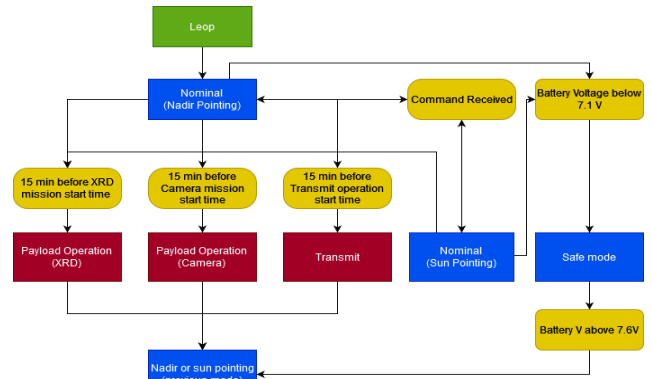 Leop
Nominal
(Nadir Pointing)
Command Received
Battery Voltage below
7.1 V
15 min before XRD
mission start time
15 min before
Camera mission
start time
15 min before
Transmit operation
start time
Payload Operation
(XRD)
Payload Operation
(Camera)
Transmit
Nominal
(Sun Pointing)
Safe mode
Battery V above 7.6V
Nadir or sun pointing
(previous mode)